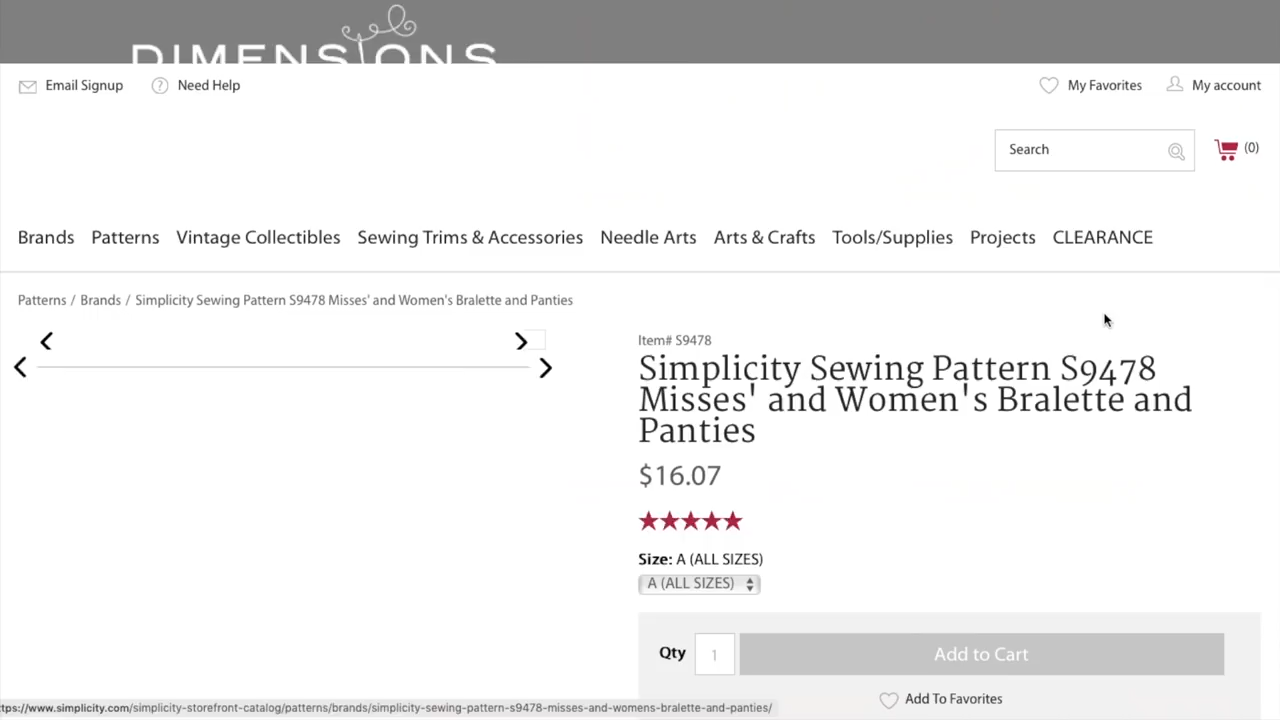 DIMENSIONS
Email Signup
Need Help
My Favorites
My account
Search
(0)
Brands Patterns Vintage Collectibles Sewing Trims & Accessories Needle Arts Arts & Crafts Tools/Supplies Projects CLEARANCE
Patterns / Brands / Simplicity Sewing Pattern S9478 Misses' and Women's Bralette and Panties
Item# S9478
Simplicity Sewing Pattern S9478
Misses' and Women's Bralette and
Panties
$16.07
Size: A (ALL SIZES)
A (ALL SIZES)
Qty 1 Add to Cart
Add To Favorites
tps://www.simplicity.com/simplicity-storefront-catalog/patterns/brands/simplicity-sewing-pattern-s9478-misses-and-womens-bralette-and-panties/